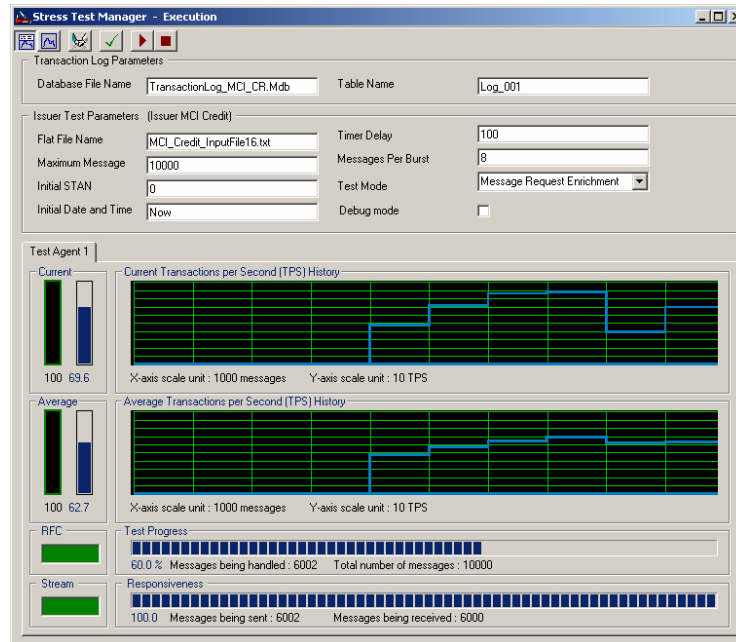 Stress Test Manager - Execution
Transaction Log Parameters
Database File Name TransactionLog_MCI_CR.Mdb Table Name Log_001
Issuer Test Parameters (Issuer MCI Credit)
Flat File Name MCI_Credit_InputFile16.txt Timer Delay 100
Maximum Message 10000 Messages Per Burst 8
Initial STAN 0 Test Mode Message Request Enrichment
Initial Date and Time Now Debug mode
Test Agent 1
Current Current Transactions per Second (TPS) History
100 69.6 X-axis scale unit : 1000 messages Y-axis scale unit : 10 TPS
Average Average Transactions per Second (TPS) History
100 62.7 X-axis scale unit : 1000 messages Y-axis scale unit : 10 TPS
RFC Test Progress
60.0 % Messages being handled : 6002 Total number of messages : 10000
Stream Responsiveness
100.0 Messages being sent : 6002 Messages being received : 6000